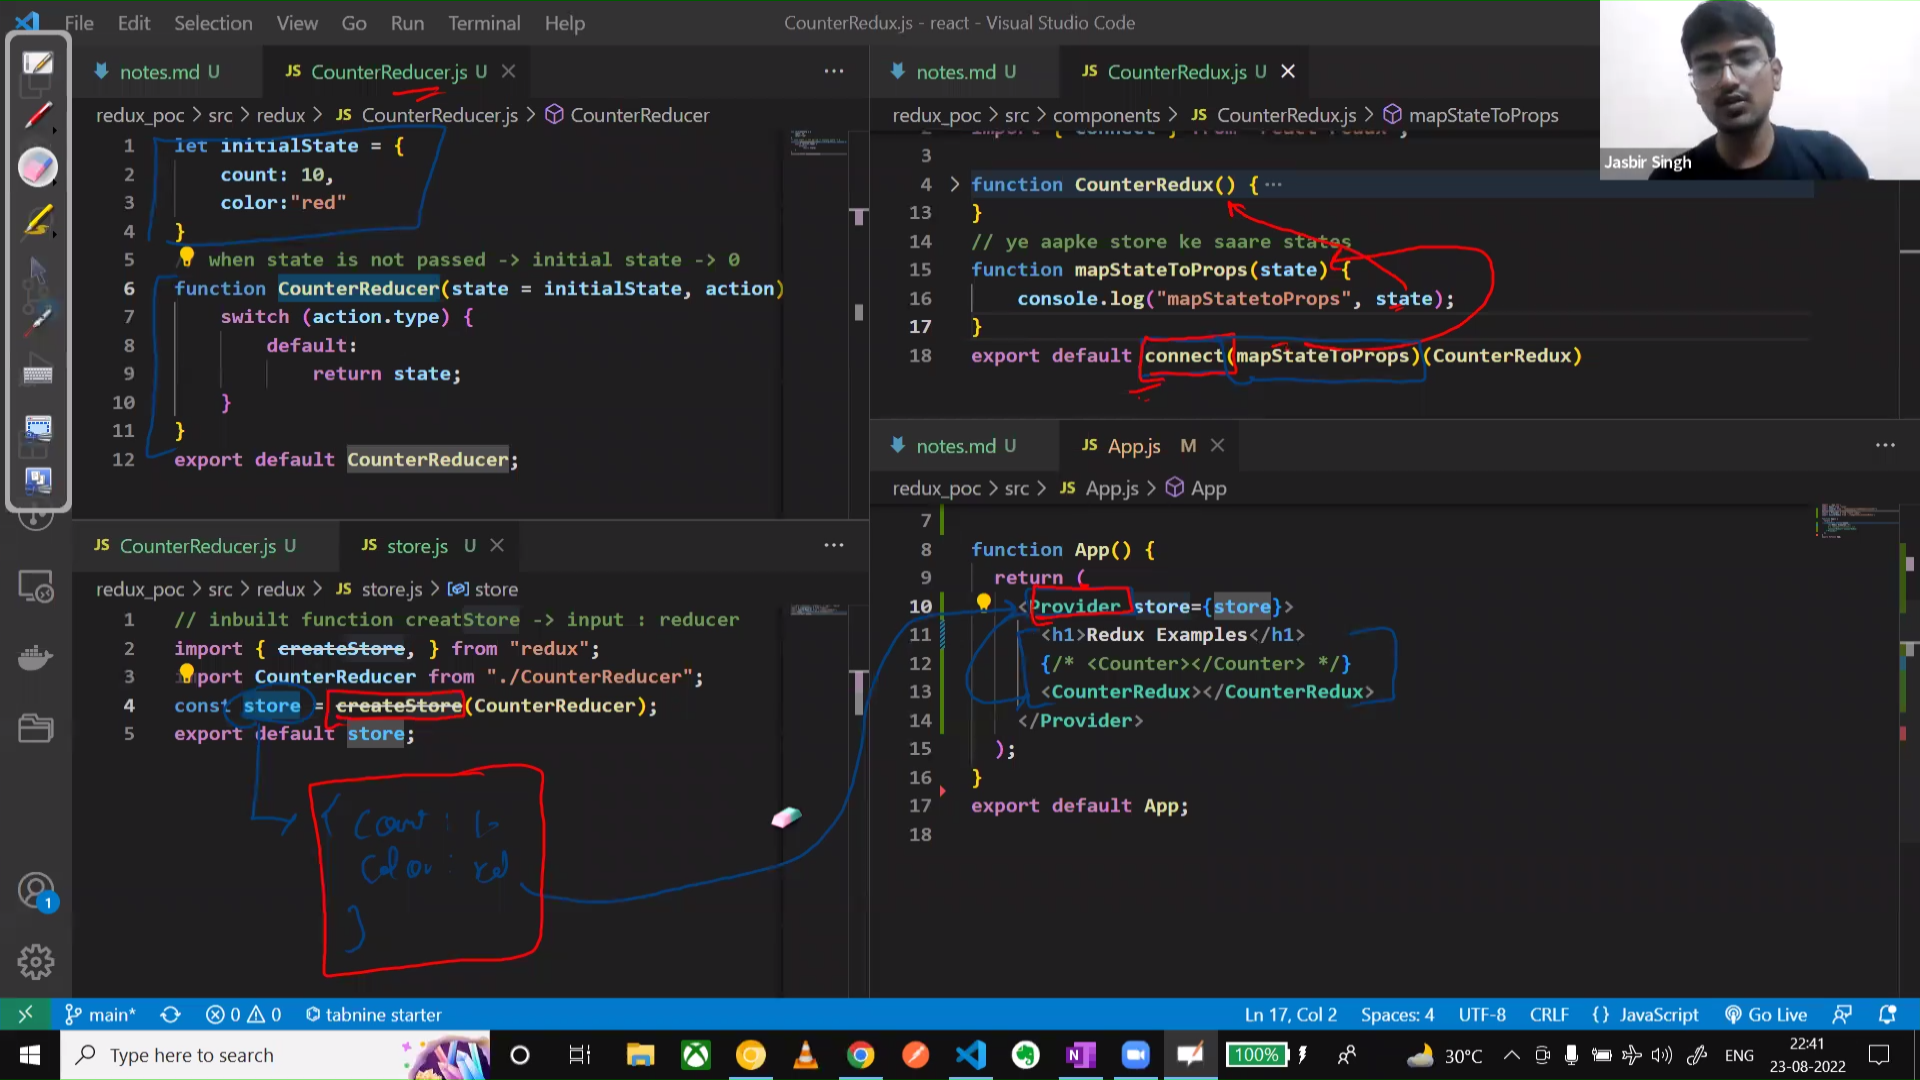 File Edit Selection View Go Run Terminal Help
CounterRedux.js - react - Visual Studio Code
Jasbir Singh
notes.md U
JS CounterReducer.js U
redux_poc > src > redux > JS CounterReducer.js > CounterReducer
1 let initialState = {
2 count: 10,
3 color:"red"
4 }
5 when state is not passed -> initial state -> 0
6 function CounterReducer(state = initialState, action)
7 switch (action.type) {
8 default:
9 return state;
10 }
11 }
12 export default CounterReducer;
JS CounterReducer.js U
JS store.js U
redux_poc > src > redux > JS store.js > store
1 // inbuilt function creatStore -> input : reducer
2 import { createStore, } from "redux";
3 import CounterReducer from "./CounterReducer";
4 const store = createStore(CounterReducer);
5 export default store;
{
count : 10
color : red
}
notes.md U
JS CounterRedux.js U
redux_poc > src > components > JS CounterRedux.js > mapStateToProps
3
4 function CounterRedux() { ···
13 }
14 // ye aapke store ke saare states
15 function mapStateToProps(state) {
16 console.log("mapStatetoProps", state);
17 }
18 export default connect(mapStateToProps)(CounterRedux)
notes.md U
JS App.js M
redux_poc > src > JS App.js > App
7
8 function App() {
9 return (
10 <Provider store={store}>
11 <h1>Redux Examples</h1>
12 {/* <Counter></Counter> */}
13 <CounterRedux></CounterRedux>
14 </Provider>
15 );
16 }
17 export default App;
18
1
main* 0 0 tabnine starter
Ln 17, Col 2 Spaces: 4 UTF-8 CRLF {} JavaScript Go Live
Type here to search
100%
30°C
ENG
22:41
23-08-2022